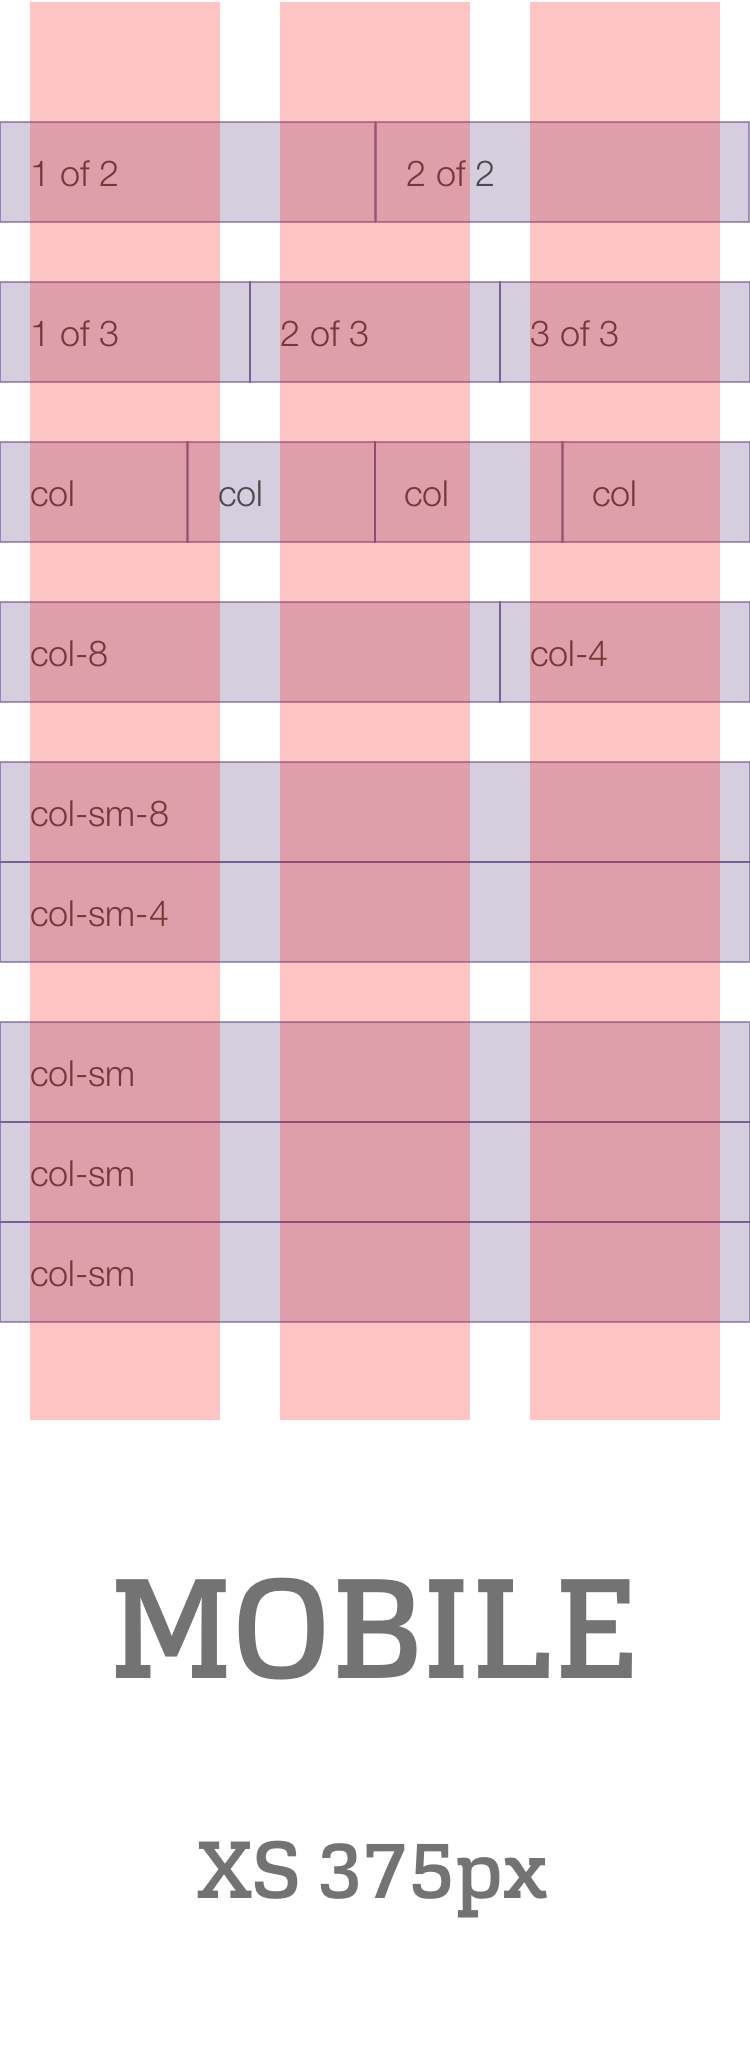 1 of 2 2 of 2
1 of 3 2 of 3 3 of 3
col col col col
col-8 col-4
col-sm-8
col-sm-4
col-sm
col-sm
col-sm
MOBILE
XS 375px